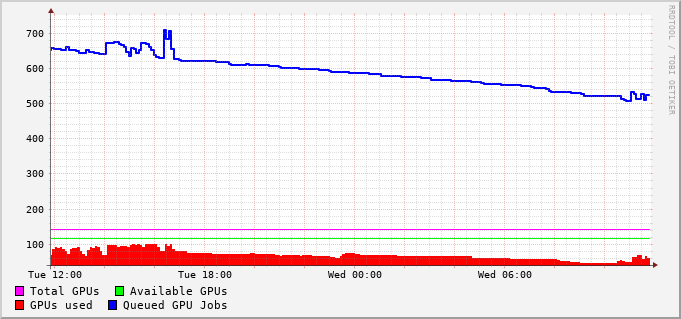 700
600
500
400
300
200
100
Tue 12:00 Tue 18:00 Wed 00:00 Wed 06:00
Total GPUs Available GPUs
GPUs used Queued GPU Jobs
RRDTOOL / TOBI OETIKER